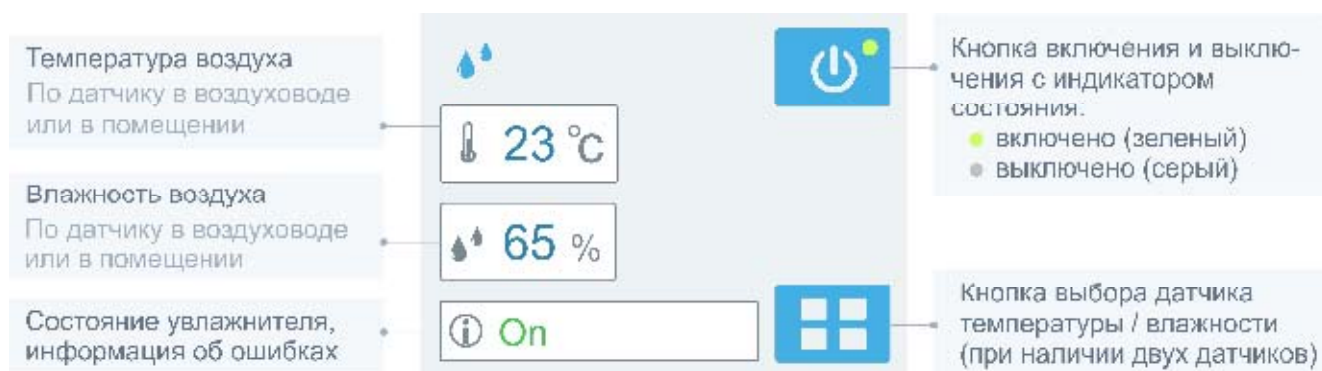 Температура воздуха
По датчику в воздуховоде
или в помещении
23 °C
Влажность воздуха
По датчику в воздуховоде
или в помещении
65 %
Состояние увлажнителя,
информация об ошибках
On
Кнопка включения и выклю-
чения с индикатором
состояния:
включено (зеленый)
выключено (серый)
Кнопка выбора датчика
температуры / влажности
(при наличии двух датчиков)